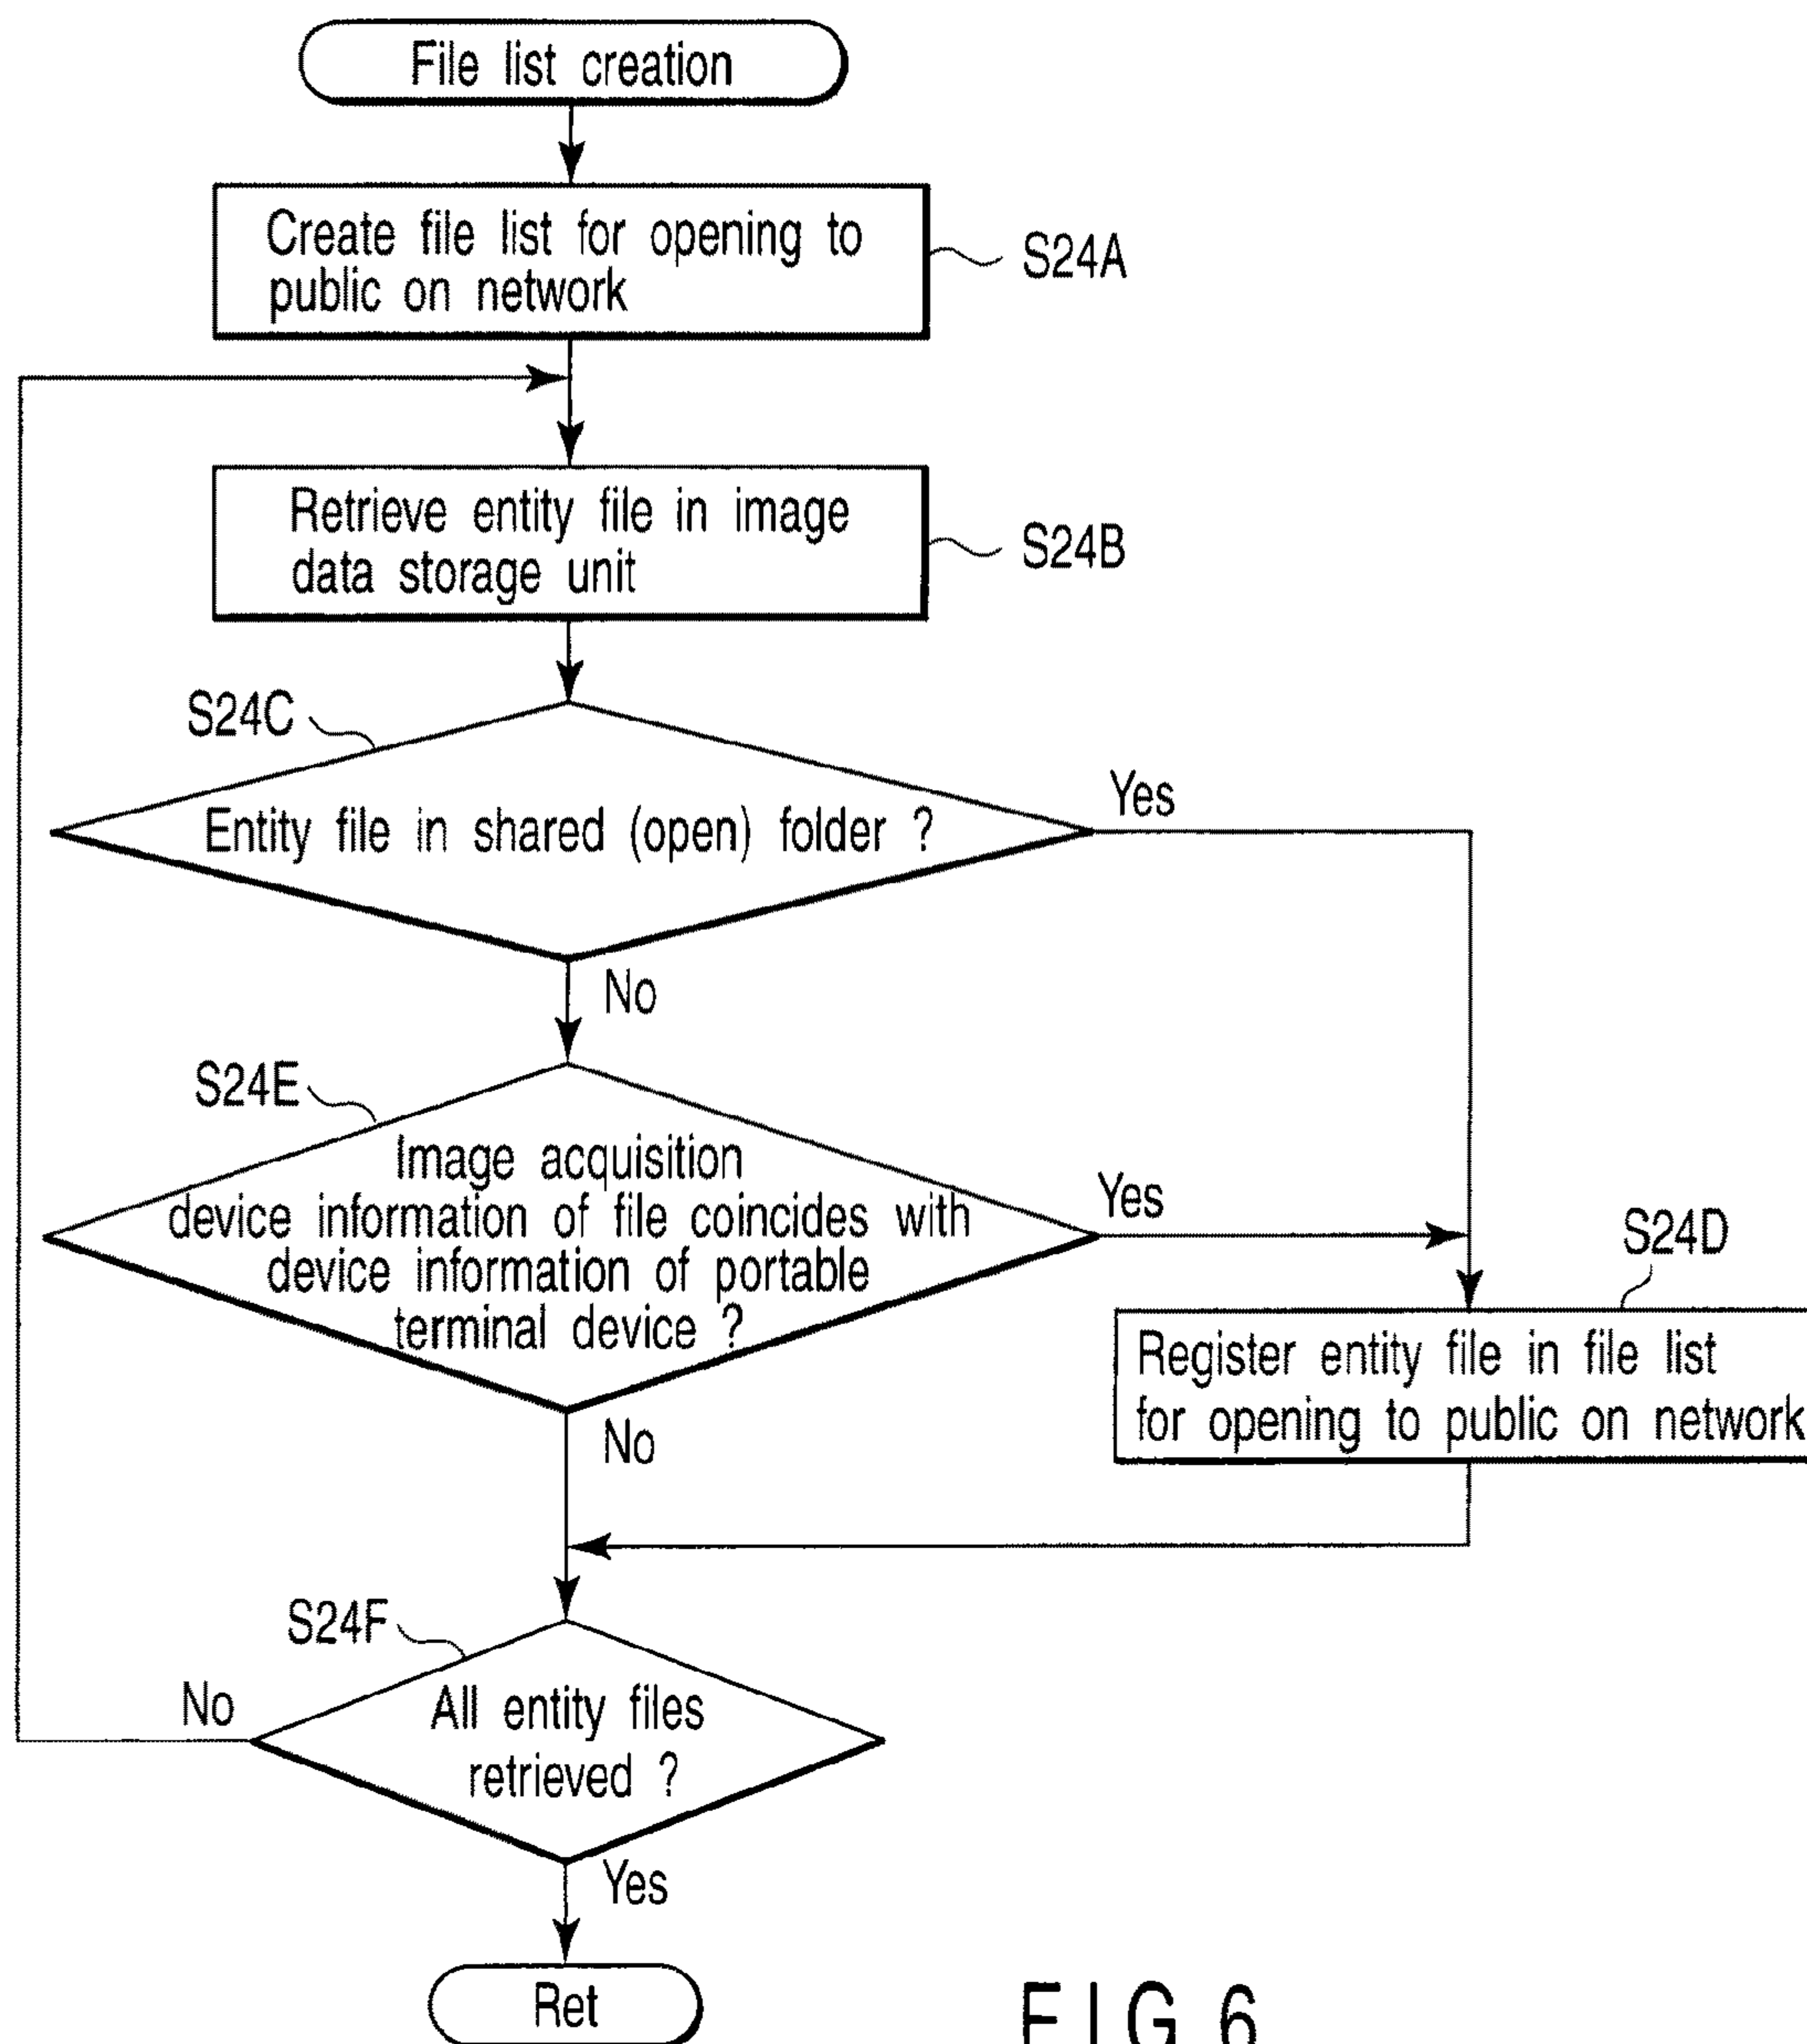 File list creation
Create file list for opening to
public on network
S24A
Retrieve entity file in image
data storage unit
S24B
S24C
Entity file in shared (open) folder ?
Yes
No
S24E
Image acquisition
device information of file coincides with
device information of portable
terminal device ?
Yes
No
S24D
Register entity file in file list
for opening to public on network
S24F
All entity files
retrieved ?
No
Yes
Ret
FIG 6